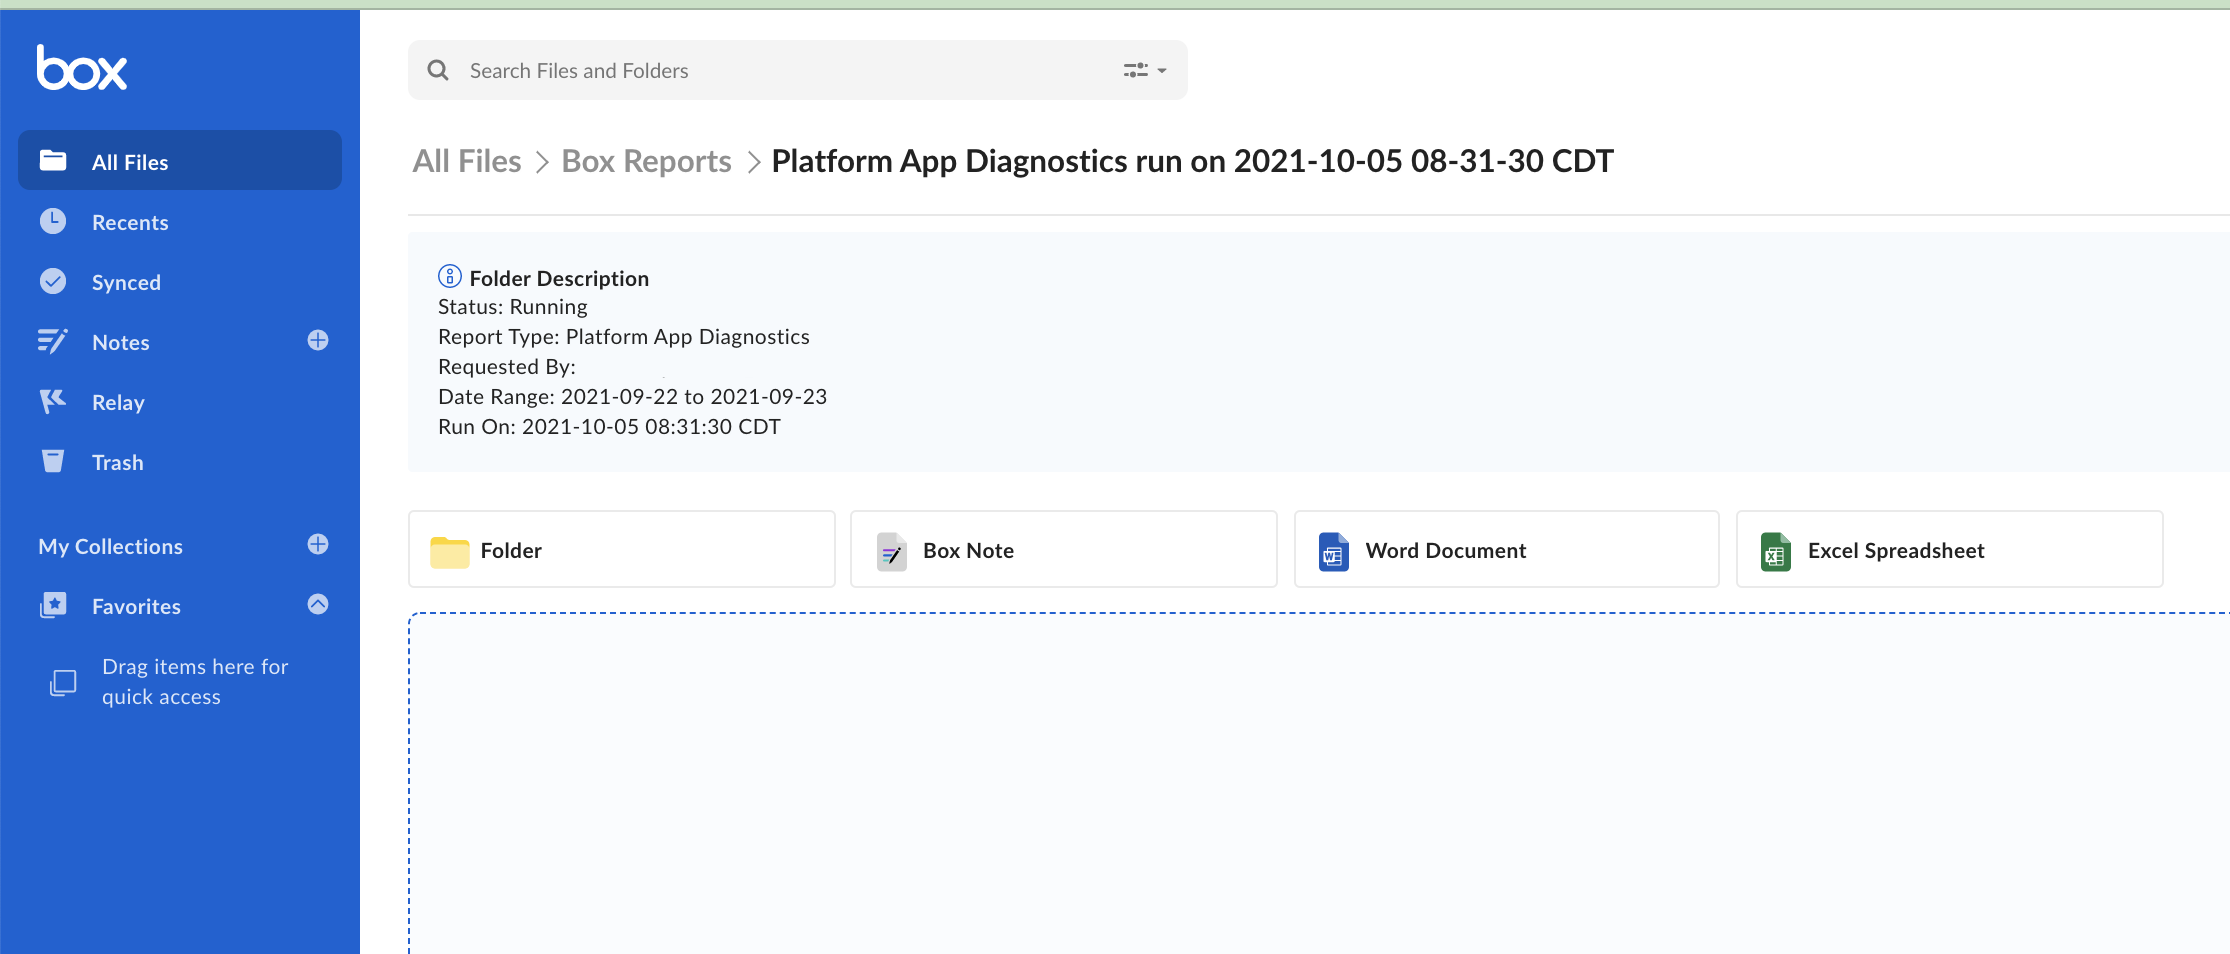 box
Search Files and Folders
All Files
Recents
Synced
Notes
Relay
Trash
My Collections
Favorites
Drag items here for
quick access
All Files > Box Reports > Platform App Diagnostics run on 2021-10-05 08-31-30 CDT
Folder Description
Status: Running
Report Type: Platform App Diagnostics
Requested By:
Date Range: 2021-09-22 to 2021-09-23
Run On: 2021-10-05 08:31:30 CDT
Folder
Box Note
Word Document
Excel Spreadsheet